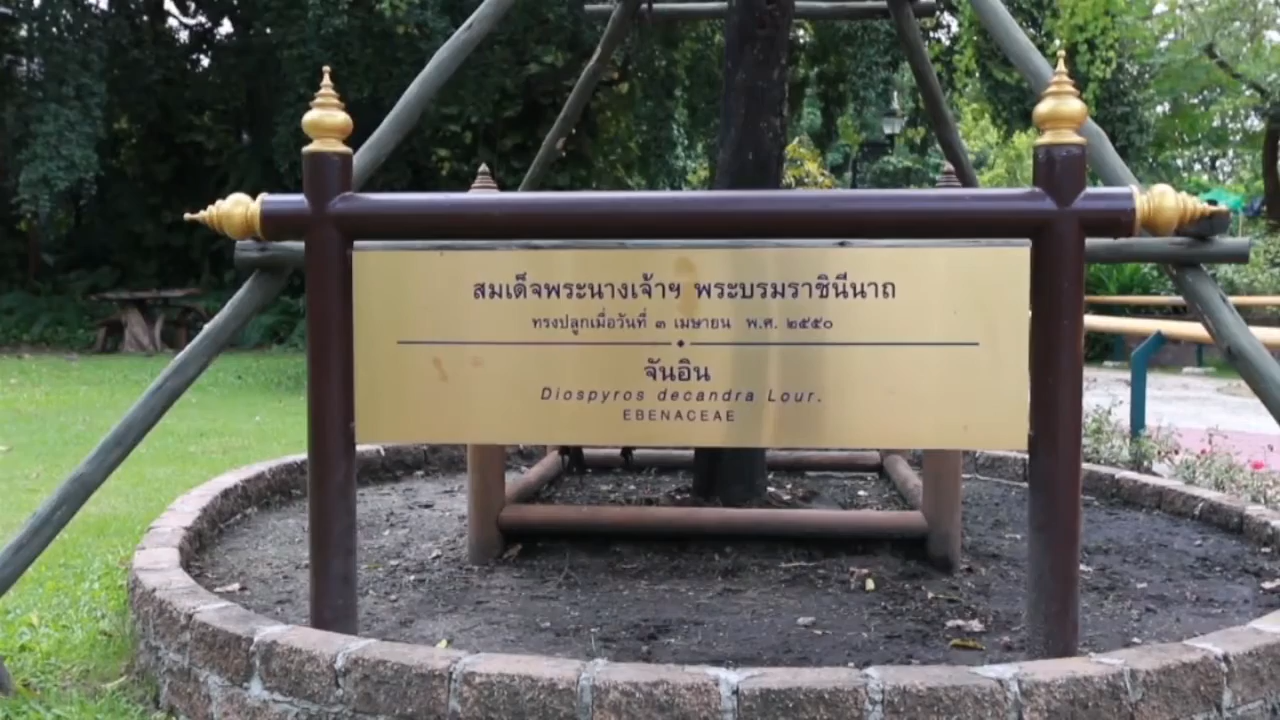 สมเด็จพระนางเจ้าฯ พระบรมราชินีนาถ
ทรงปลูกเมื่อวันที่ ๓ เมษายน พ.ศ. ๒๕๕๐
จันอิน
Diospyros decandra Lour.
EBENACEAE